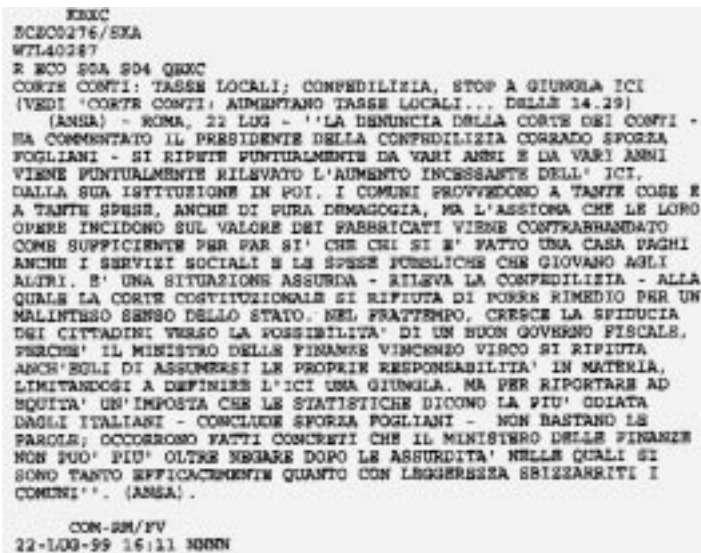 KBXC
ZCZC0276/SXA
WTL40287
R ECO S0A S04 QBXC
CORTE CONTI: TASSE LOCALI; CONFEDILIZIA, STOP A GIUNGLA ICI
(VEDI 'CORTE CONTI: AUMENTANO TASSE LOCALI... DELLE 14.29)
(ANSA) - ROMA, 22 LUG - ''LA DENUNCIA DELLA CORTE DEI CONTI -
HA COMMENTATO IL PRESIDENTE DELLA CONFEDILIZIA CORRADO SFORZA
FOGLIANI - SI RIPETE PUNTUALMENTE DA VARI ANNI E DA VARI ANNI
VIENE PUNTUALMENTE RILEVATO L'AUMENTO INCESSANTE DELL' ICI,
DALLA SUA ISTITUZIONE IN POI. I COMUNI PROVVEDONO A TANTE COSE E
A TANTE SPESE, ANCHE DI PURA DEMAGOGIA, MA L'ASSIOMA CHE LE LORO
OPERE INCIDONO SUL VALORE DEI FABBRICATI VIENE CONTRABBANDATO
COME SUFFICIENTE PER FAR SI' CHE CHI SI E' FATTO UNA CASA PAGHI
ANCHE I SERVIZI SOCIALI E LE SPESE PUBBLICHE CHE GIOVANO AGLI
ALTRI. E' UNA SITUAZIONE ASSURDA - RILEVA LA CONFEDILIZIA - ALLA
QUALE LA CORTE COSTITUZIONALE SI RIFIUTA DI PORRE RIMEDIO PER UN
MALINTESO SENSO DELLO STATO. NEL FRATTEMPO, CRESCE LA SFIDUCIA
DEI CITTADINI VERSO LA POSSIBILITA' DI UN BUON GOVERNO FISCALE,
PERCHE' IL MINISTRO DELLE FINANZE VINCENZO VISCO SI RIFIUTA
ANCH'EGLI DI ASSUMERSI LE PROPRIE RESPONSABILITA' IN MATERIA,
LIMITANDOSI A DEFINIRE L'ICI UNA GIUNGLA. MA PER RIPORTARE AD
EQUITA' UN'IMPOSTA CHE LE STATISTICHE DICONO LA PIU' ODIATA
DAGLI ITALIANI - CONCLUDE SFORZA FOGLIANI - NON BASTANO LE
PAROLE; OCCORRONO FATTI CONCRETI CHE IL MINISTERO DELLE FINANZE
NON PUO' PIU' OLTRE NEGARE DOPO LE ASSURDITA' NELLE QUALI SI
SONO TANTO EFFICACEMENTE QUANTO CON LEGGEREZZA SBIZZARRITI I
COMUNI''. (ANSA).
COM-RM/FV
22-LUG-99 16:11 NNNN